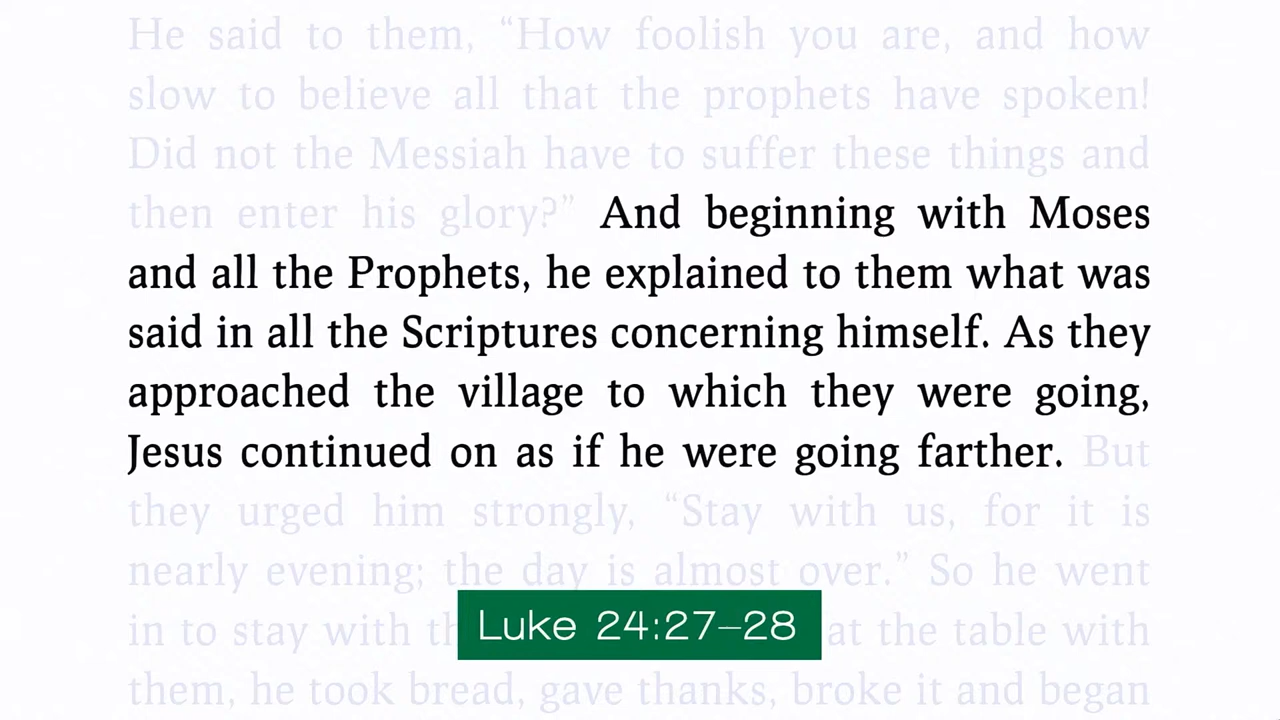 He said to them, “How foolish you are, and how
slow to believe all that the prophets have spoken!
Did not the Messiah have to suffer these things and
then enter his glory?” And beginning with Moses
and all the Prophets, he explained to them what was
said in all the Scriptures concerning himself. As they
approached the village to which they were going,
Jesus continued on as if he were going farther. But
they urged him strongly, “Stay with us, for it is
nearly evening; the day is almost over.” So he went
in to stay with at the table with
Luke 24:27–28
them, he took bread, gave thanks, broke it and began